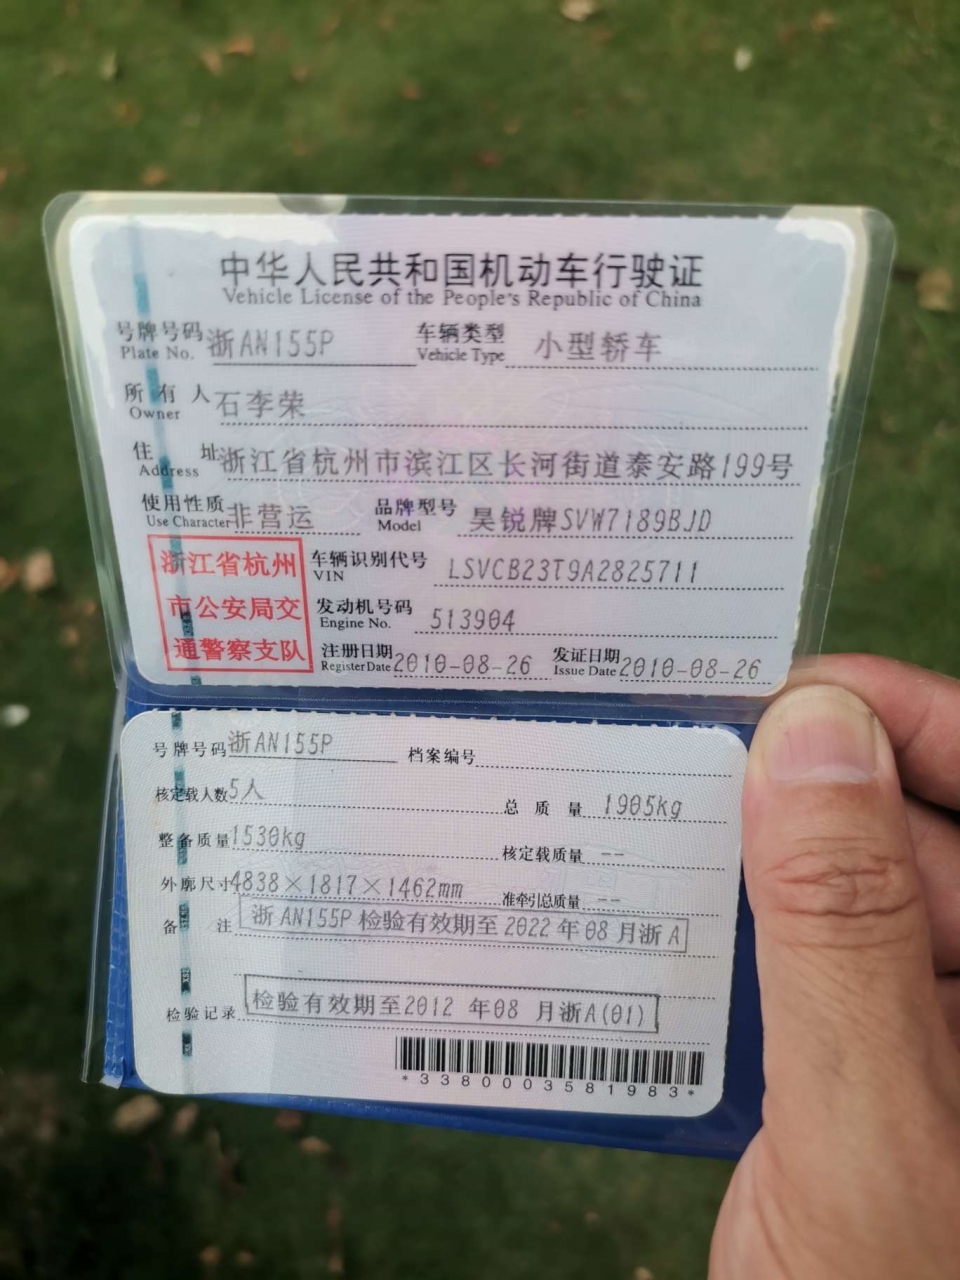 中华人民共和国机动车行驶证
Vehicle License of the People's Republic of China
号牌号码 浙AN155P 车辆类型 小型轿车
Plate No. Vehicle Type
所有人 石李荣
Owner
住址 浙江省杭州市滨江区长河街道泰安路199号
Address
使用性质 非营运 品牌型号 昊锐牌SVW7189BJD
Use Character Model
浙江省杭州
市公安局交
通警察支队
车辆识别代号 LSVCB23T9A2825711
VIN
发动机号码 513904
Engine No.
注册日期 2010-08-26 发证日期 2010-08-26
Register Date Issue Date
号牌号码 浙AN155P 档案编号
核定载人数 5人 总质量 1905kg
整备质量 1530kg 核定载质量 --
外廓尺寸 4838×1817×1462mm 准牵引总质量 --
备注 浙AN155P检验有效期至2022年08月浙A
检验记录 检验有效期至2012 年08 月浙A(01)
*3380003581983*